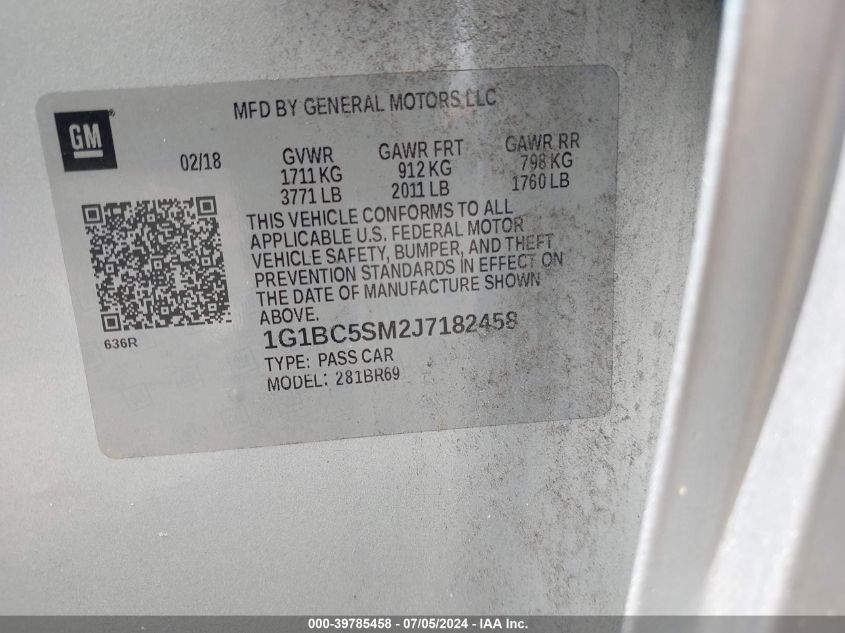 MFD BY GENERAL MOTORS LLC
GM
02/18 GVWR GAWR FRT GAWR RR
1711 KG 912 KG 798 KG
3771 LB 2011 LB 1760 LB
THIS VEHICLE CONFORMS TO ALL
APPLICABLE U.S. FEDERAL MOTOR
VEHICLE SAFETY, BUMPER, AND THEFT
PREVENTION STANDARDS IN EFFECT ON
THE DATE OF MANUFACTURE SHOWN
ABOVE.
636R
1G1BC5SM2J7182458
TYPE: PASS CAR
MODEL: 281BR69
000-39785458 - 07/05/2024 - IAA Inc.